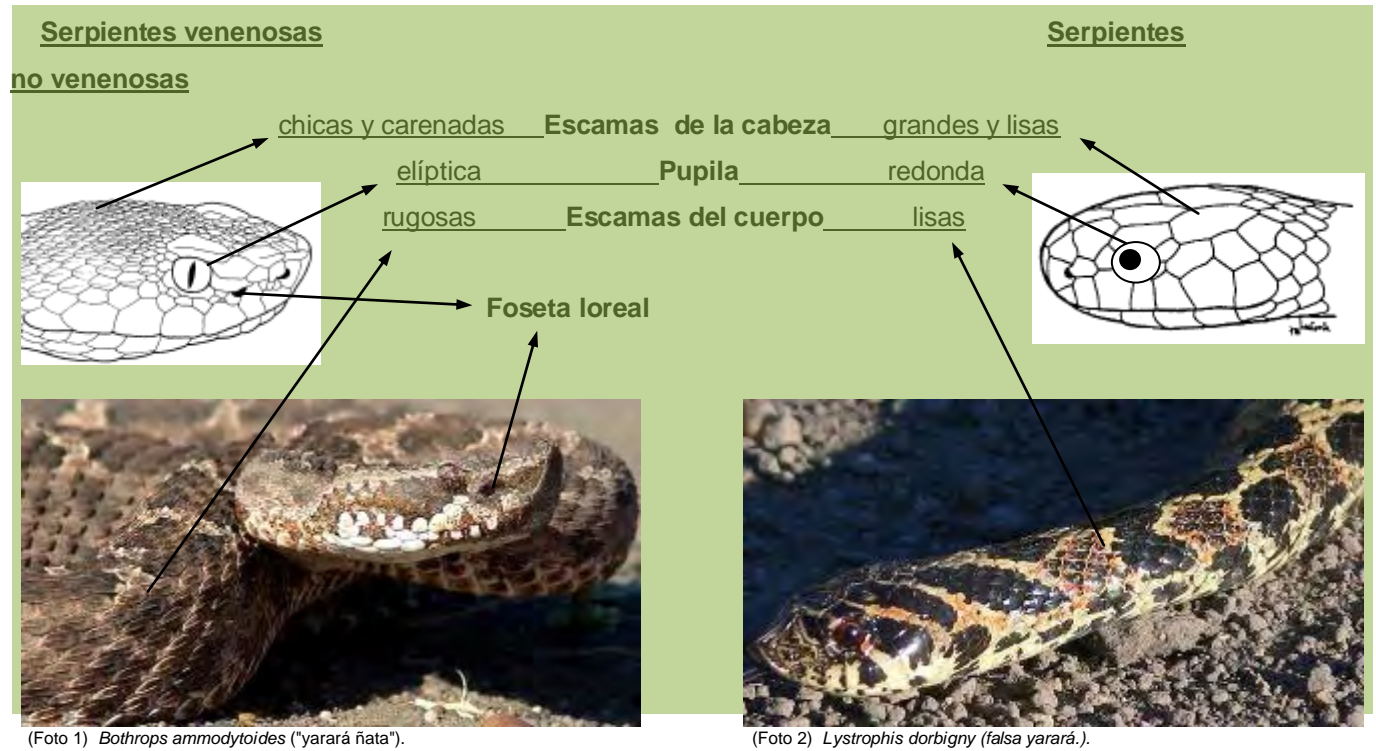 Serpientes venenosas Serpientes
no venenosas
chicas y carenadas Escamas de la cabeza grandes y lisas
elíptica Pupila redonda
rugosas Escamas del cuerpo lisas
Foseta loreal
(Foto 1) Bothrops ammodytoides ("yarará ñata").
(Foto 2) Lystrophis dorbigny (falsa yarará.).